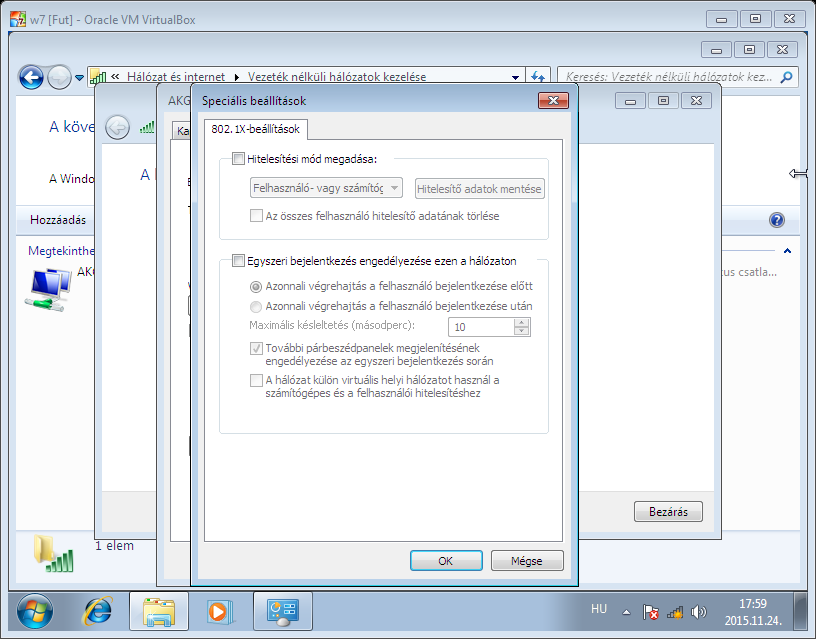 w7 [Fut] - Oracle VM VirtualBox
« Hálózat és internet ▸ Vezeték nélküli hálózatok kezelése
Keresés: Vezeték nélküli hálózatok kez...
AKG
Speciális beállítások
A köve
Ka
802.1X-beállítások
A Windo
A
Hozzáadás
Megtekinthe
AKG
kus csatla...
Hitelesítési mód megadása:
Felhasználó- vagy számítóg
Hitelesítő adatok mentése
Az összes felhasználó hitelesítő adatának törlése
Egyszeri bejelentkezés engedélyezése ezen a hálózaton
Azonnali végrehajtás a felhasználó bejelentkezése előtt
Azonnali végrehajtás a felhasználó bejelentkezése után
Maximális késleltetés (másodperc):
10
További párbeszédpanelek megjelenítésének
engedélyezése az egyszeri bejelentkezés során
A hálózat külön virtuális helyi hálózatot használ a
számítógépes és a felhasználói hitelesítéshez
Bezárás
1 elem
OK
Mégse
HU
17:59
2015.11.24.